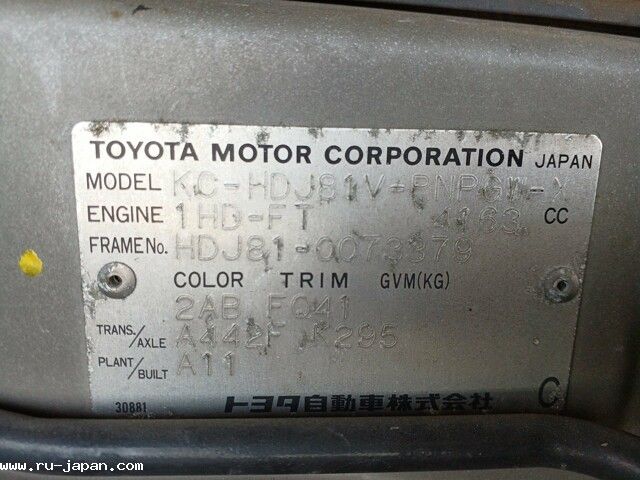 TOYOTA MOTOR CORPORATION JAPAN
MODEL KC-HDJ81V-RNPGW-X
ENGINE 1HD-FT 4163 CC
FRAME No. HDJ81-0073379
COLOR TRIM GVM(KG)
2AB FQ41
TRANS./AXLE A442F K295
PLANT/BUILT A11
30881 トヨタ自動車株式会社 C
www.ru-japan.com